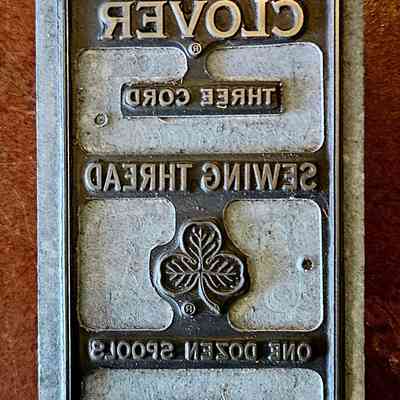 CLOVER
®
THREE CORD
SEWING THREAD
®
ONE DOZEN SPOOLS